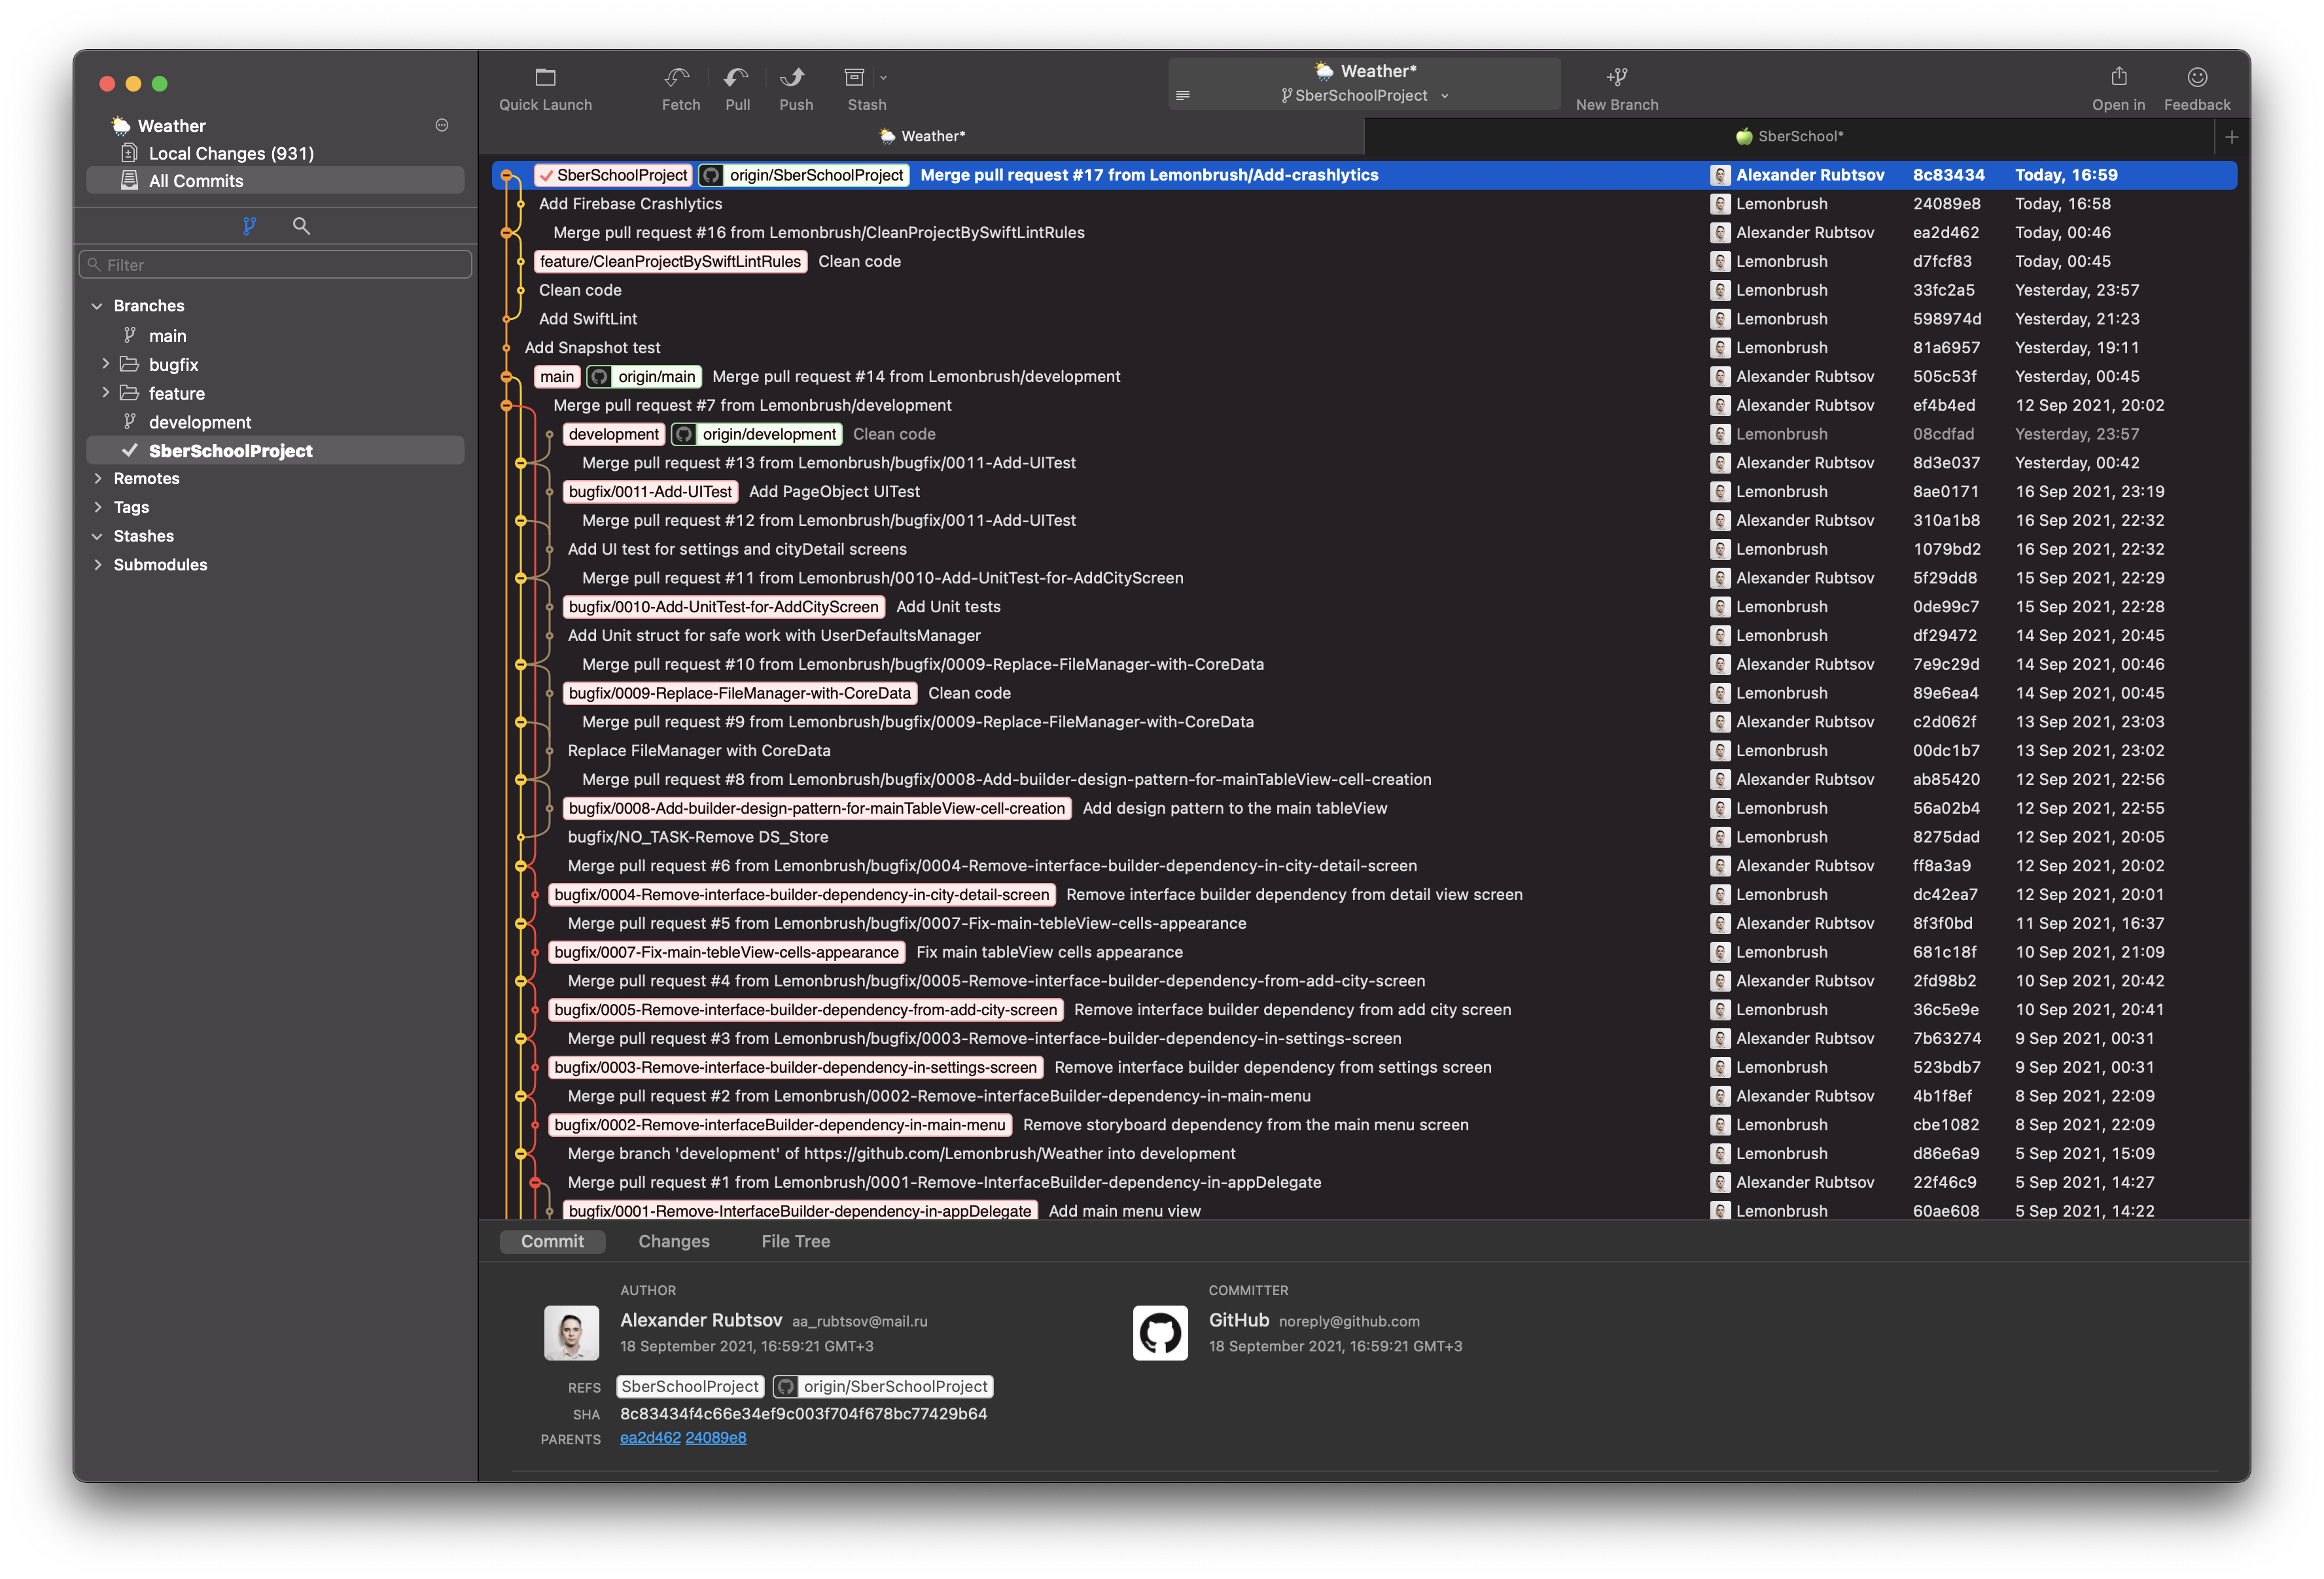 Quick Launch
Fetch
Pull
Push
Stash
Weather*
SberSchoolProject
New Branch
Open in
Feedback
Weather
Local Changes (931)
All Commits
Filter
Branches
main
bugfix
feature
development
SberSchoolProject
Remotes
Tags
Stashes
Submodules
Weather*
SberSchool*
SberSchoolProject origin/SberSchoolProject Merge pull request #17 from Lemonbrush/Add-crashlytics Alexander Rubtsov 8c83434 Today, 16:59
Add Firebase Crashlytics Lemonbrush 24089e8 Today, 16:58
Merge pull request #16 from Lemonbrush/CleanProjectBySwiftLintRules Alexander Rubtsov ea2d462 Today, 00:46
feature/CleanProjectBySwiftLintRules Clean code Lemonbrush d7fcf83 Today, 00:45
Clean code Lemonbrush 33fc2a5 Yesterday, 23:57
Add SwiftLint Lemonbrush 598974d Yesterday, 21:23
Add Snapshot test Lemonbrush 81a6957 Yesterday, 19:11
main origin/main Merge pull request #14 from Lemonbrush/development Alexander Rubtsov 505c53f Yesterday, 00:45
Merge pull request #7 from Lemonbrush/development Alexander Rubtsov ef4b4ed 12 Sep 2021, 20:02
development origin/development Clean code Lemonbrush 08cdfad Yesterday, 23:57
Merge pull request #13 from Lemonbrush/bugfix/0011-Add-UITest Alexander Rubtsov 8d3e037 Yesterday, 00:42
bugfix/0011-Add-UITest Add PageObject UITest Lemonbrush 8ae0171 16 Sep 2021, 23:19
Merge pull request #12 from Lemonbrush/bugfix/0011-Add-UITest Alexander Rubtsov 310a1b8 16 Sep 2021, 22:32
Add UI test for settings and cityDetail screens Lemonbrush 1079bd2 16 Sep 2021, 22:32
Merge pull request #11 from Lemonbrush/0010-Add-UnitTest-for-AddCityScreen Alexander Rubtsov 5f29dd8 15 Sep 2021, 22:29
bugfix/0010-Add-UnitTest-for-AddCityScreen Add Unit tests Lemonbrush 0de99c7 15 Sep 2021, 22:28
Add Unit struct for safe work with UserDefaultsManager Lemonbrush df29472 14 Sep 2021, 20:45
Merge pull request #10 from Lemonbrush/bugfix/0009-Replace-FileManager-with-CoreData Alexander Rubtsov 7e9c29d 14 Sep 2021, 00:46
bugfix/0009-Replace-FileManager-with-CoreData Clean code Lemonbrush 89e6ea4 14 Sep 2021, 00:45
Merge pull request #9 from Lemonbrush/bugfix/0009-Replace-FileManager-with-CoreData Alexander Rubtsov c2d062f 13 Sep 2021, 23:03
Replace FileManager with CoreData Lemonbrush 00dc1b7 13 Sep 2021, 23:02
Merge pull request #8 from Lemonbrush/bugfix/0008-Add-builder-design-pattern-for-mainTableView-cell-creation Alexander Rubtsov ab85420 12 Sep 2021, 22:56
bugfix/0008-Add-builder-design-pattern-for-mainTableView-cell-creation Add design pattern to the main tableView Lemonbrush 56a02b4 12 Sep 2021, 22:55
bugfix/NO_TASK-Remove DS_Store Lemonbrush 8275dad 12 Sep 2021, 20:05
Merge pull request #6 from Lemonbrush/bugfix/0004-Remove-interface-builder-dependency-in-city-detail-screen Alexander Rubtsov ff8a3a9 12 Sep 2021, 20:02
bugfix/0004-Remove-interface-builder-dependency-in-city-detail-screen Remove interface builder dependency from detail view screen Lemonbrush dc42ea7 12 Sep 2021, 20:01
Merge pull request #5 from Lemonbrush/bugfix/0007-Fix-main-tebleView-cells-appearance Alexander Rubtsov 8f3f0bd 11 Sep 2021, 16:37
bugfix/0007-Fix-main-tebleView-cells-appearance Fix main tableView cells appearance Lemonbrush 681c18f 10 Sep 2021, 21:09
Merge pull request #4 from Lemonbrush/bugfix/0005-Remove-interface-builder-dependency-from-add-city-screen Alexander Rubtsov 2fd98b2 10 Sep 2021, 20:42
bugfix/0005-Remove-interface-builder-dependency-from-add-city-screen Remove interface builder dependency from add city screen Lemonbrush 36c5e9e 10 Sep 2021, 20:41
Merge pull request #3 from Lemonbrush/bugfix/0003-Remove-interface-builder-dependency-in-settings-screen Alexander Rubtsov 7b63274 9 Sep 2021, 00:31
bugfix/0003-Remove-interface-builder-dependency-in-settings-screen Remove interface builder dependency from settings screen Lemonbrush 523bdb7 9 Sep 2021, 00:31
Merge pull request #2 from Lemonbrush/0002-Remove-interfaceBuilder-dependency-in-main-menu Alexander Rubtsov 4b1f8ef 8 Sep 2021, 22:09
bugfix/0002-Remove-interfaceBuilder-dependency-in-main-menu Remove storyboard dependency from the main menu screen Lemonbrush cbe1082 8 Sep 2021, 22:09
Merge branch 'development' of https://github.com/Lemonbrush/Weather into development Lemonbrush d86e6a9 5 Sep 2021, 15:09
Merge pull request #1 from Lemonbrush/0001-Remove-InterfaceBuilder-dependency-in-appDelegate Alexander Rubtsov 22f46c9 5 Sep 2021, 14:27
bugfix/0001-Remove-InterfaceBuilder-dependency-in-appDelegate Add main menu view Lemonbrush 60ae608 5 Sep 2021, 14:22
Commit
Changes
File Tree
AUTHOR
Alexander Rubtsov aa_rubtsov@mail.ru
18 September 2021, 16:59:21 GMT+3
COMMITTER
GitHub noreply@github.com
18 September 2021, 16:59:21 GMT+3
REFS SberSchoolProject origin/SberSchoolProject
SHA 8c83434f4c66e34ef9c003f704f678bc77429b64
PARENTS ea2d462 24089e8